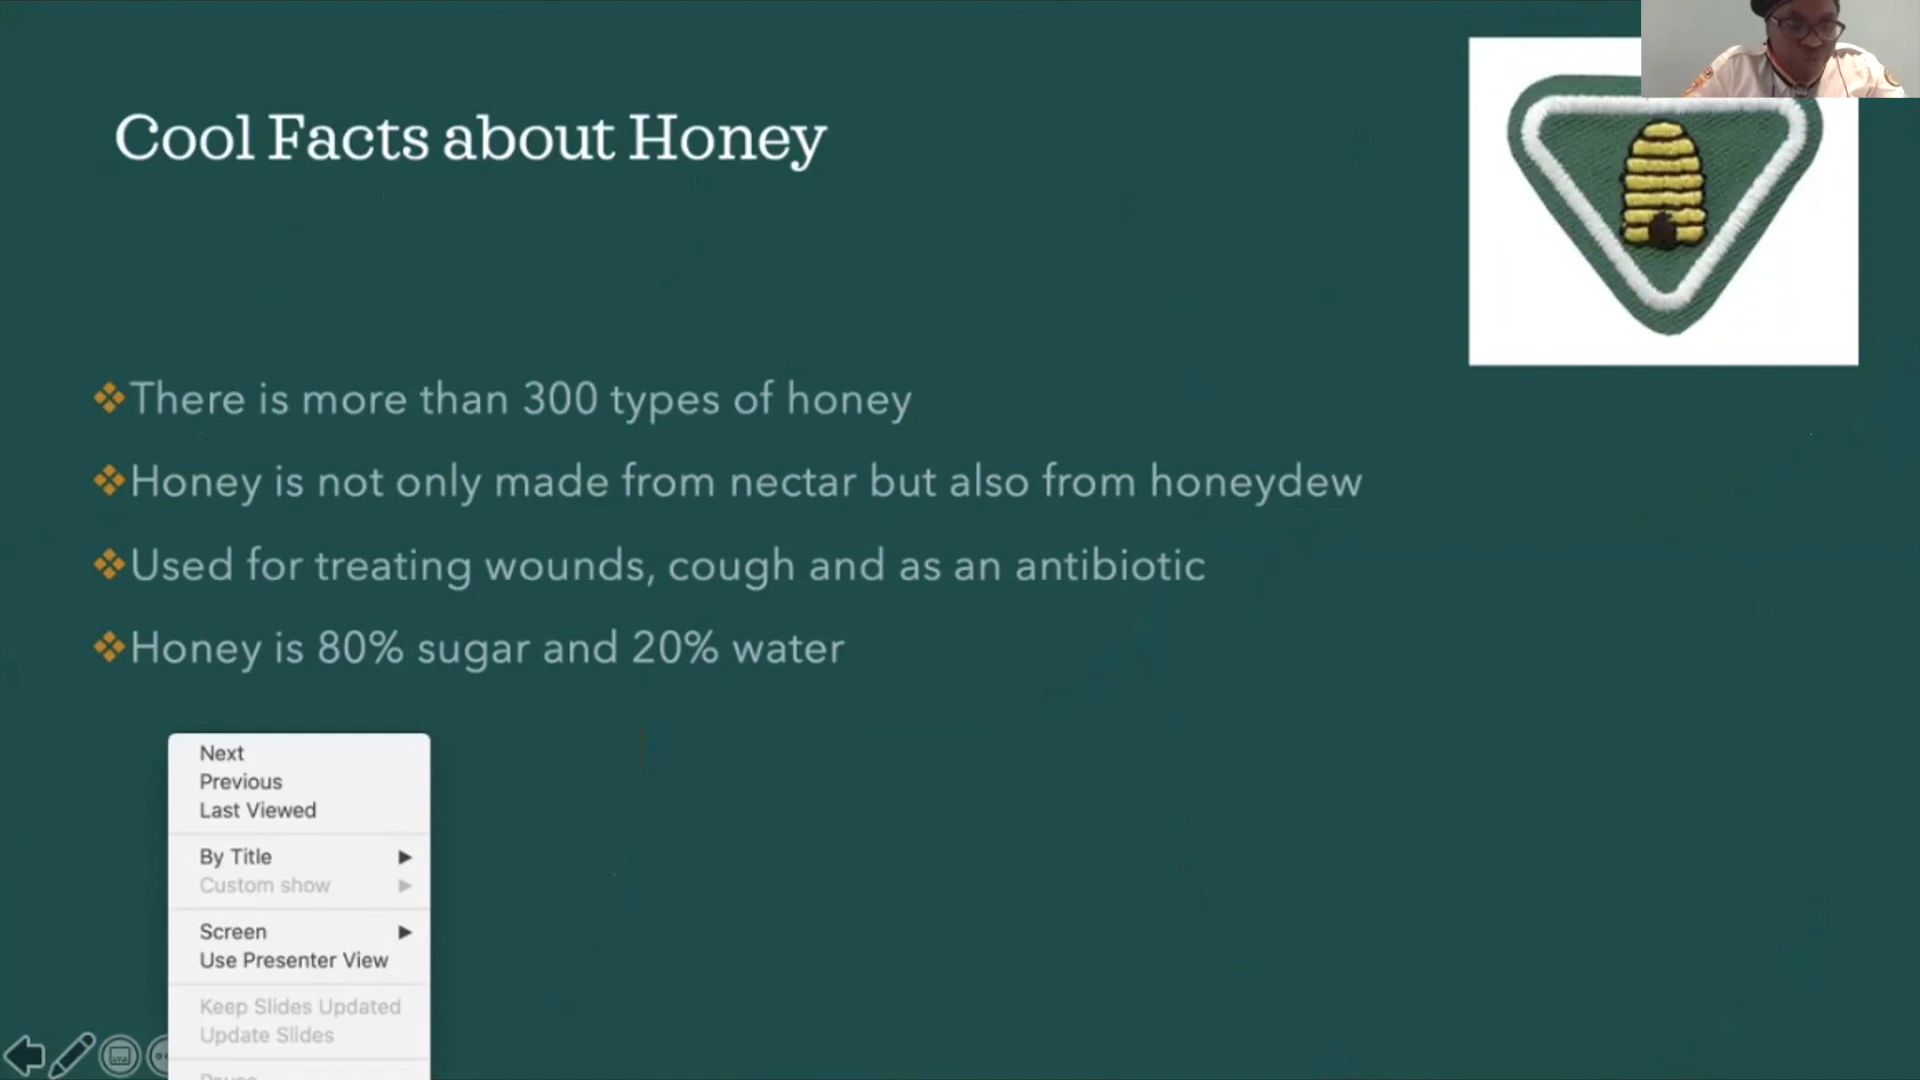 Cool Facts about Honey
There is more than 300 types of honey
Honey is not only made from nectar but also from honeydew
Used for treating wounds, cough and as an antibiotic
Honey is 80% sugar and 20% water
Next
Previous
Last Viewed
By Title
Custom show
Screen
Use Presenter View
Keep Slides Updated
Update Slides
Pause